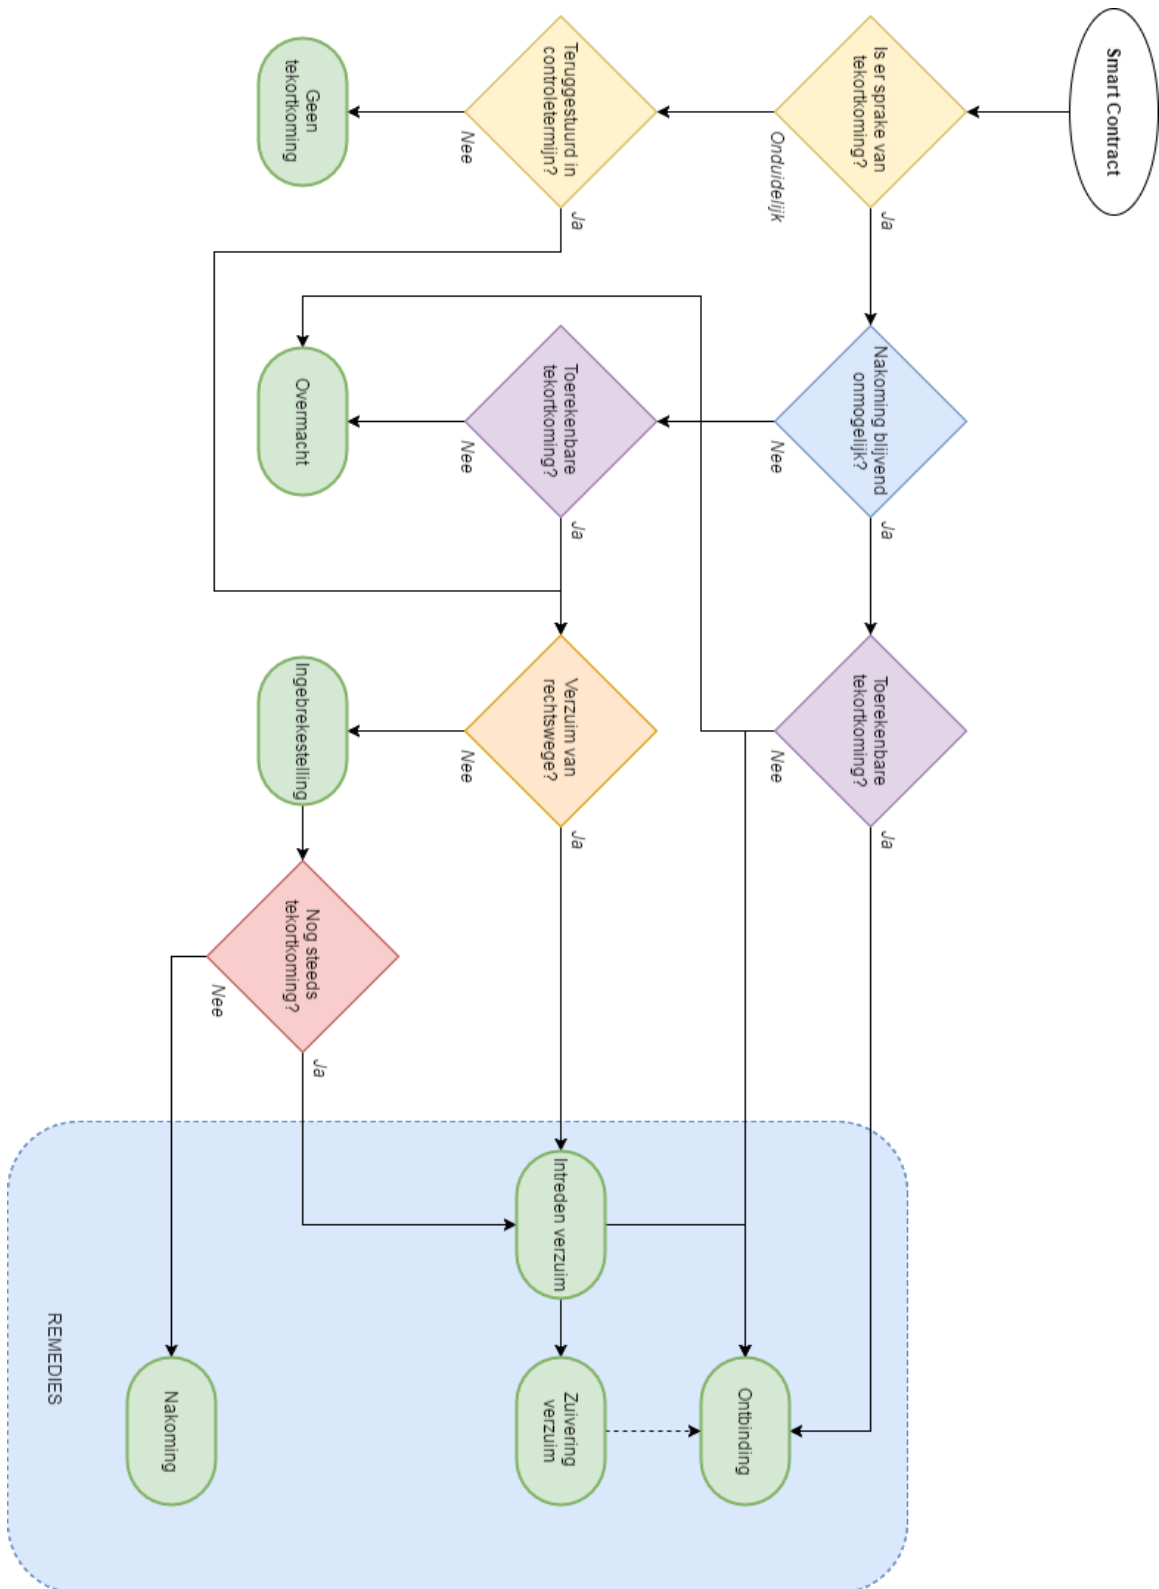 Smart Contract
Is er sprake van
tekortkoming?
Ja
Onduidelijk
Nakoming blijvend
onmogelijk?
Ja
Nee
Toerekenbare
tekortkoming?
Ja
Nee
Teruggestuurd in
controletermijn?
Ja
Nee
Toerekenbare
tekortkoming?
Ja
Nee
Verzuim van
rechtswege?
Ja
Nee
Geen
tekortkoming
Overmacht
Ingebrekestelling
Nog steeds
tekortkoming?
Ja
Nee
Intreden verzuim
Zuivering
verzuim
Ontbinding
Nakoming
REMEDIES